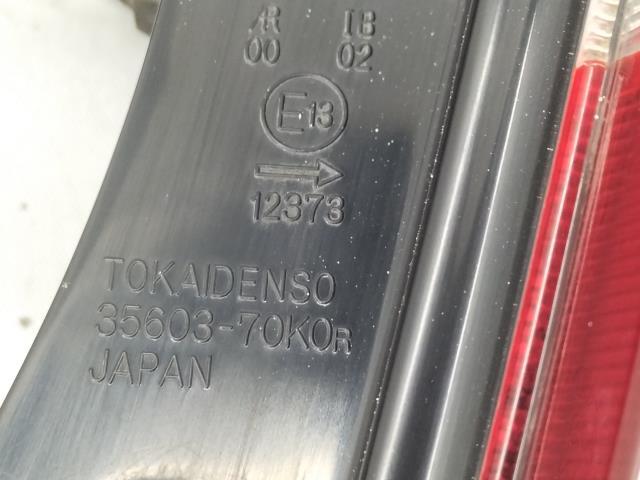 AR IB
00 02
E13
12373
TOKAIDENSO
35603-70K0R
JAPAN